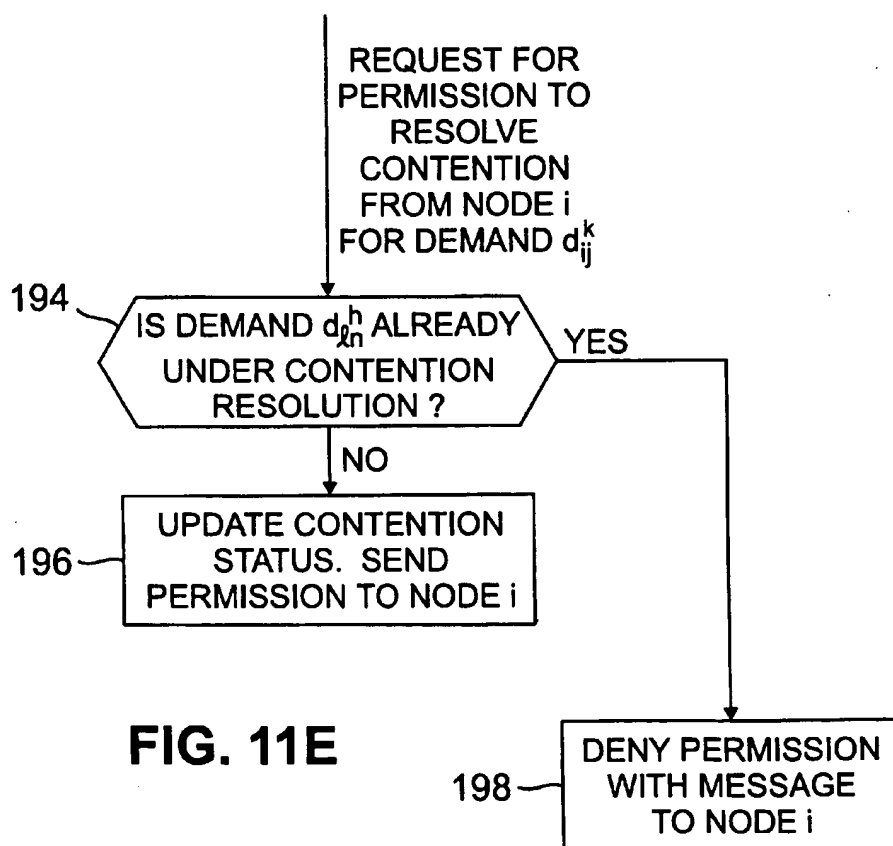 REQUEST FOR
PERMISSION TO
RESOLVE
CONTENTION
FROM NODE i
FOR DEMAND d_{ij}^{k}
194
IS DEMAND d_{ℓn}^{h} ALREADY
UNDER CONTENTION
RESOLUTION ?
YES
NO
196
UPDATE CONTENTION
STATUS. SEND
PERMISSION TO NODE i
FIG. 11E
198
DENY PERMISSION
WITH MESSAGE
TO NODE i